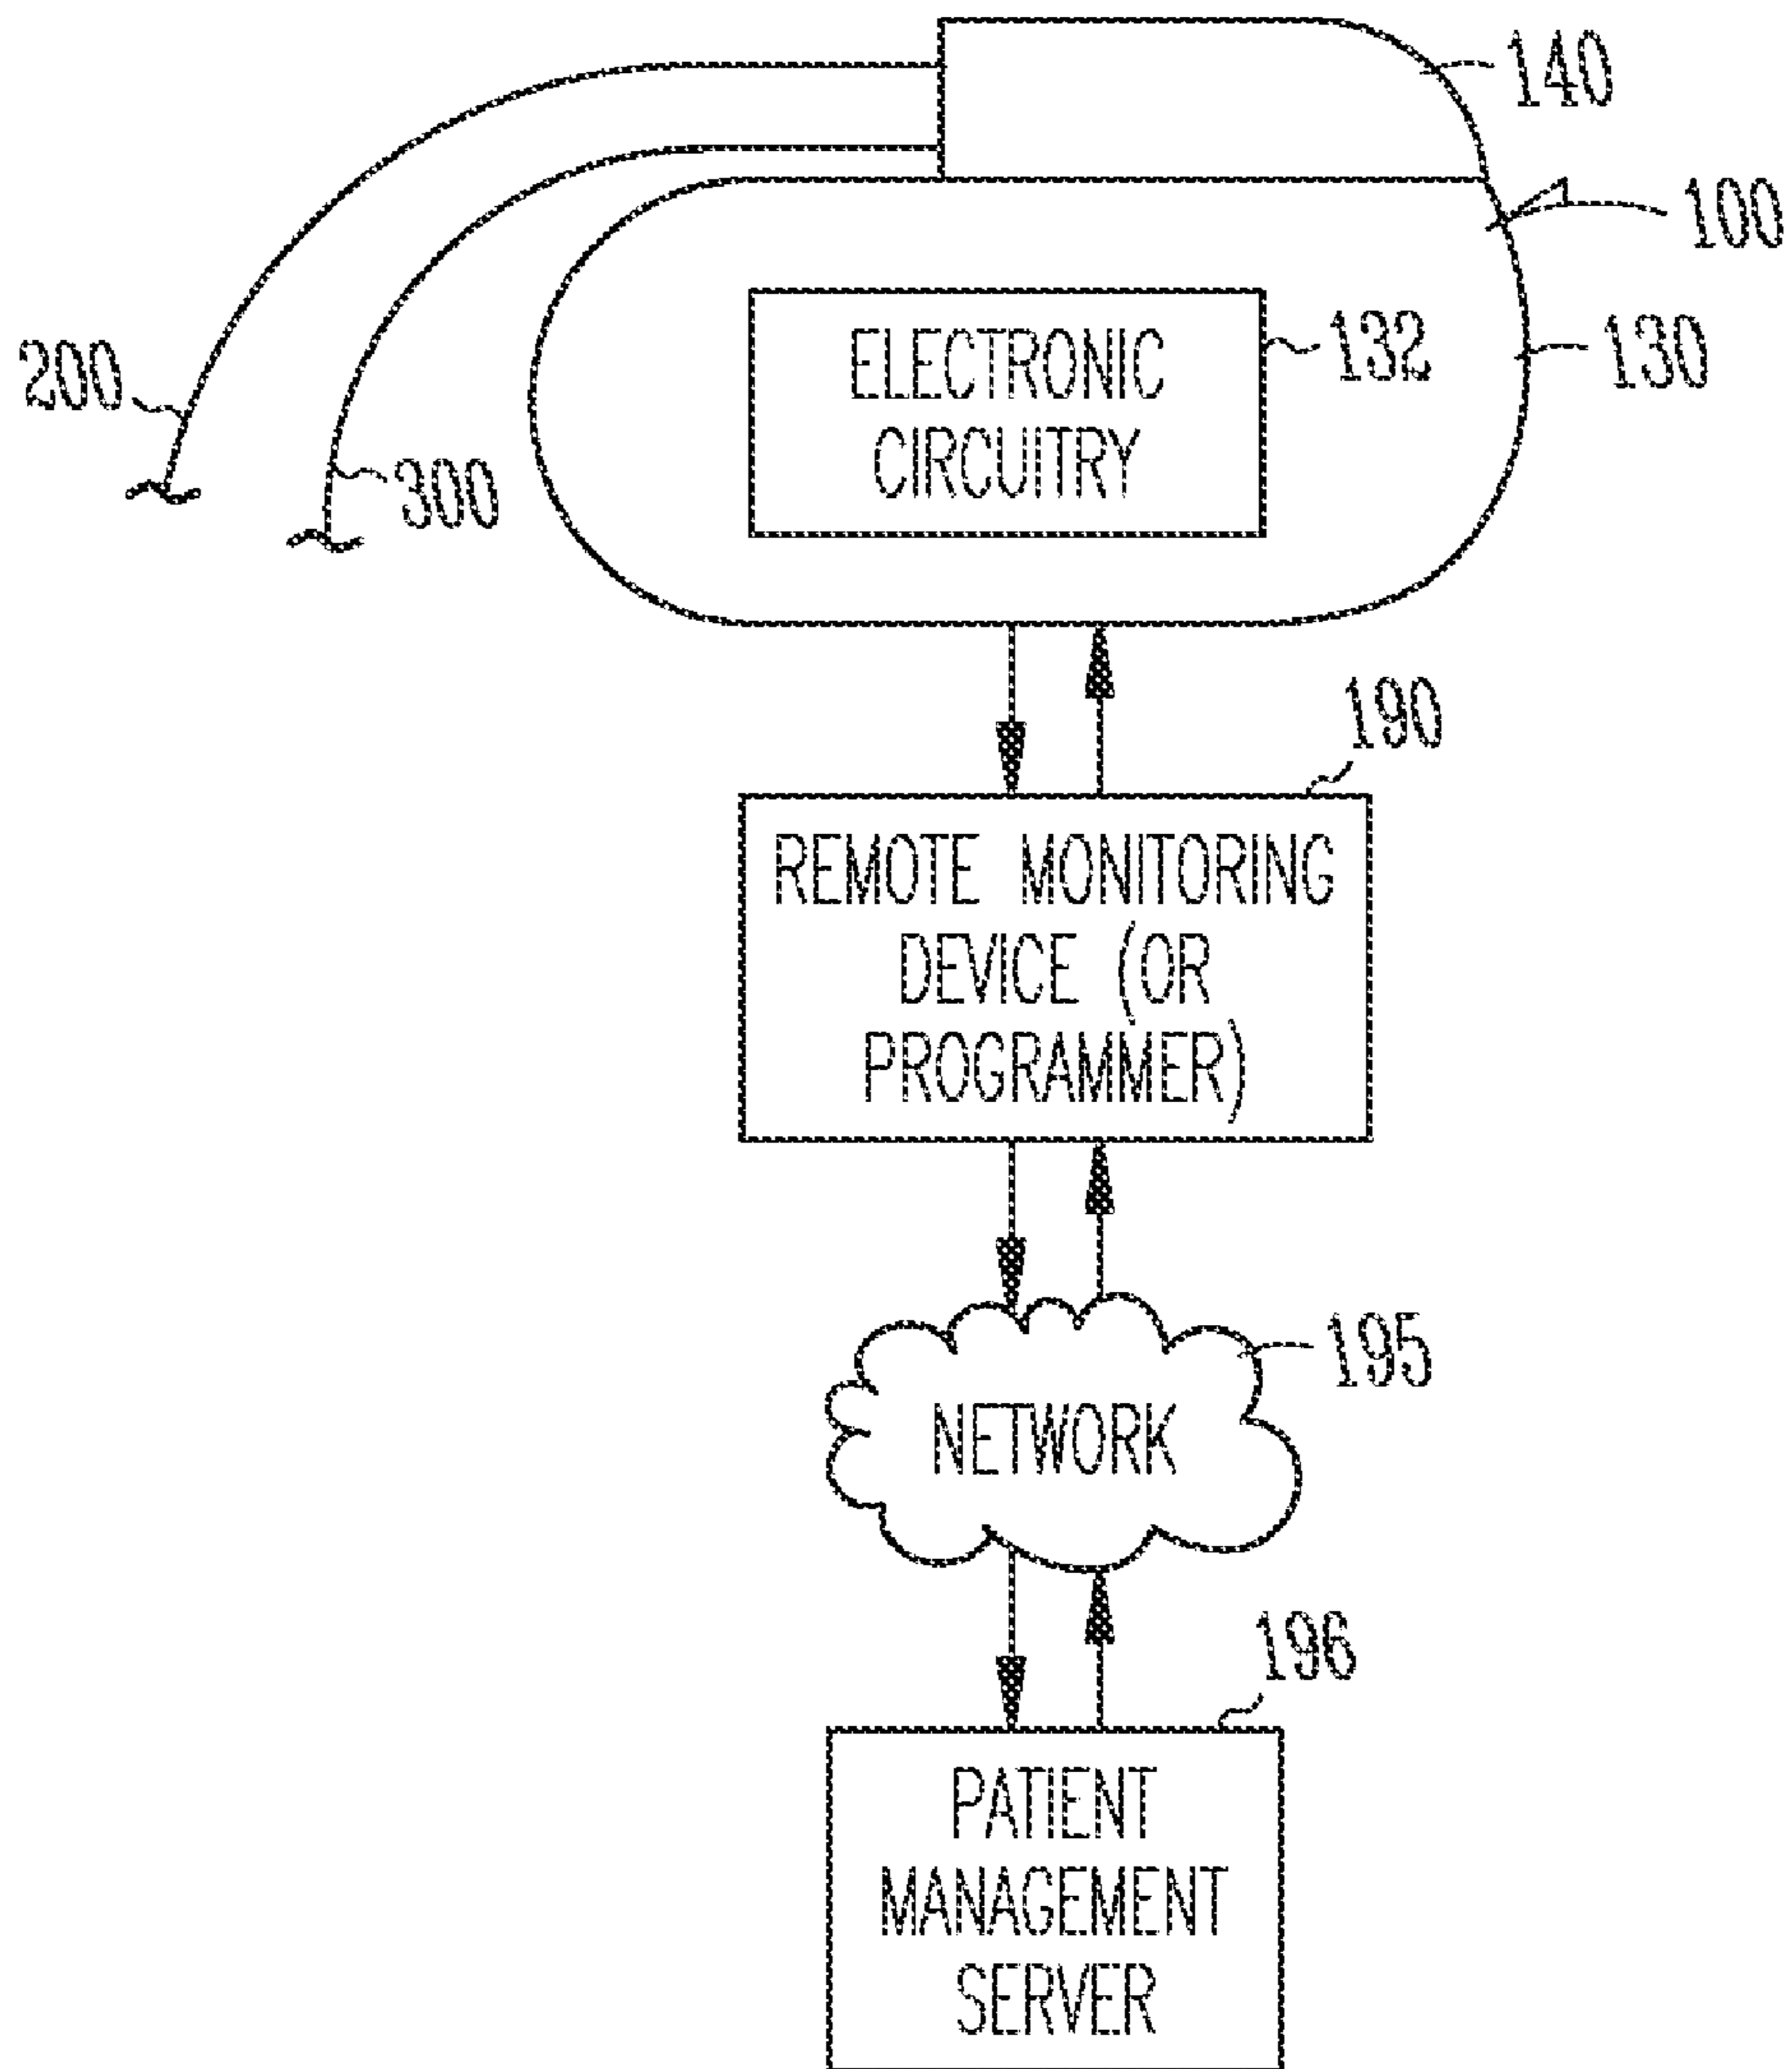 140
100
ELECTRONIC
CIRCUITRY
132
130
200
300
190
REMOTE MONITORING
DEVICE (OR
PROGRAMMER)
195
NETWORK
196
PATIENT
MANAGEMENT
SERVER